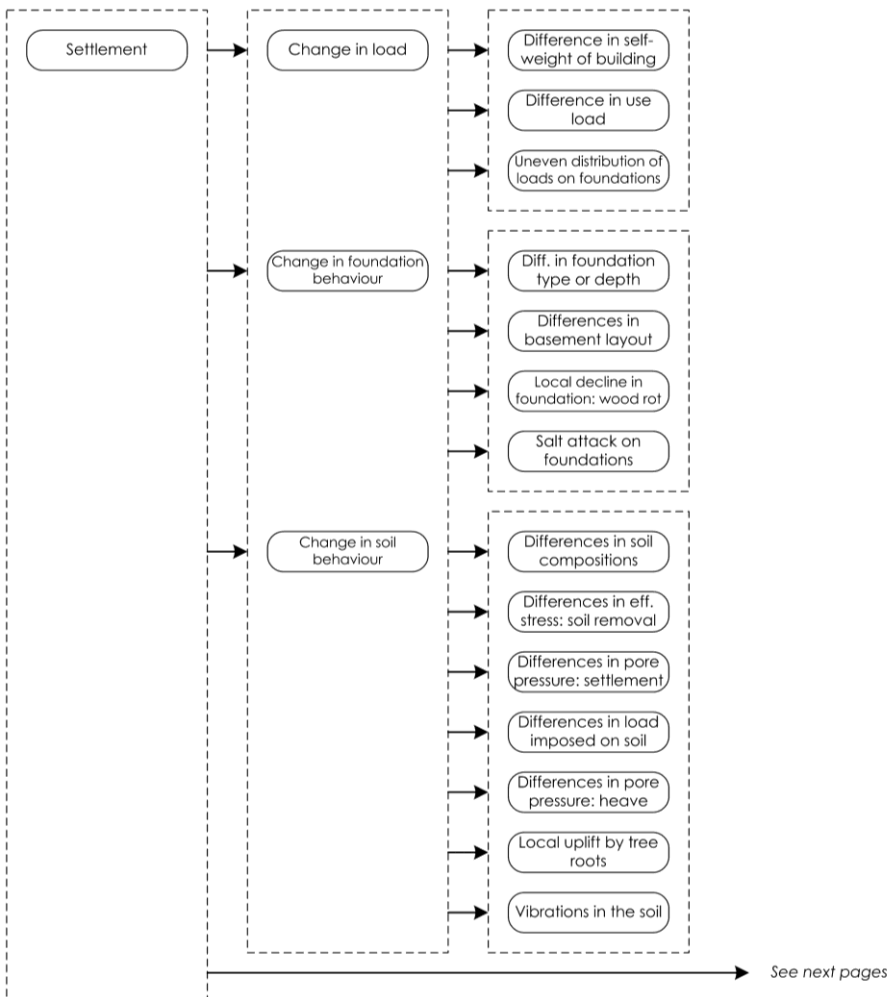 Settlement
Change in load
Difference in self-
weight of building
Difference in use
load
Uneven distribution of
loads on foundations
Change in foundation
behaviour
Diff. in foundation
type or depth
Differences in
basement layout
Local decline in
foundation: wood rot
Salt attack on
foundations
Change in soil
behaviour
Differences in soil
compositions
Differences in eff.
stress: soil removal
Differences in pore
pressure: settlement
Differences in load
imposed on soil
Differences in pore
pressure: heave
Local uplift by tree
roots
Vibrations in the soil
See next pages